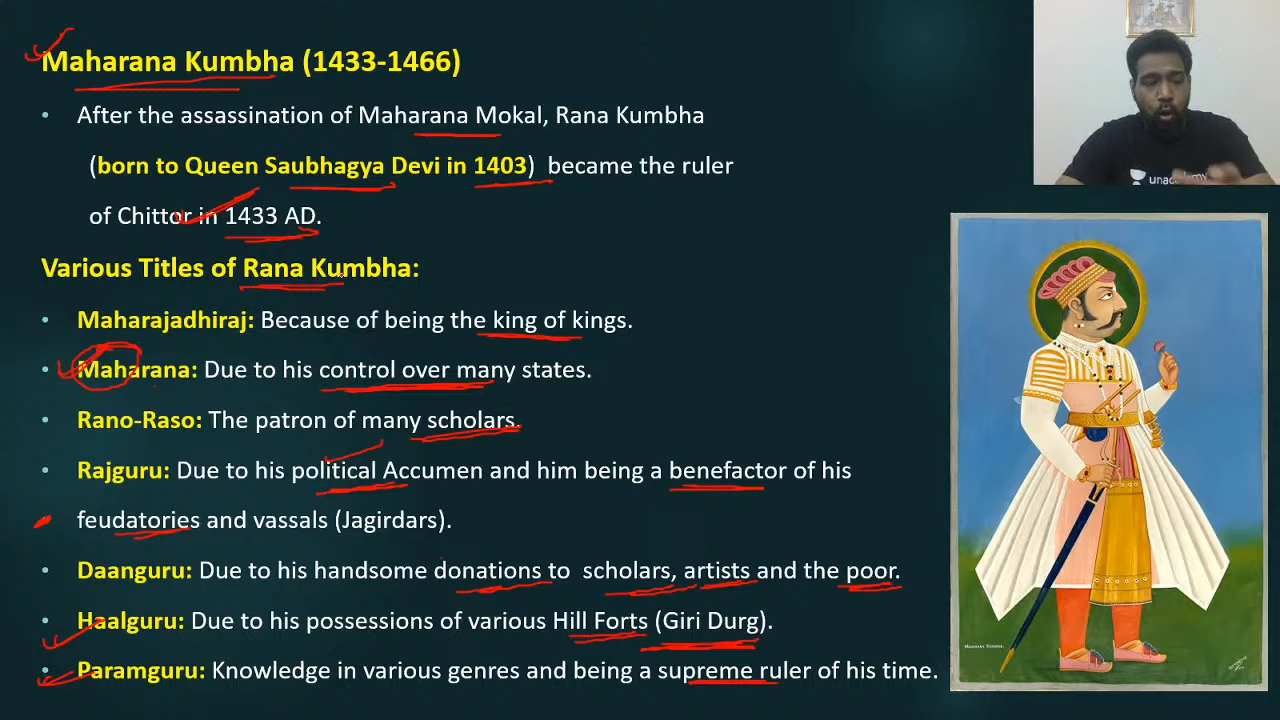 Maharana Kumbha (1433-1466)
• After the assassination of Maharana Mokal, Rana Kumbha
(born to Queen Saubhagya Devi in 1403) became the ruler
of Chittor in 1433 AD.
Various Titles of Rana Kumbha:
• Maharajadhiraj: Because of being the king of kings.
• Maharana: Due to his control over many states.
• Rano-Raso: The patron of many scholars.
• Rajguru: Due to his political Accumen and him being a benefactor of his
feudatories and vassals (Jagirdars).
• Daanguru: Due to his handsome donations to scholars, artists and the poor.
• Haalguru: Due to his possessions of various Hill Forts (Giri Durg).
• Paramguru: Knowledge in various genres and being a supreme ruler of his time.
Maharana Kumbha.